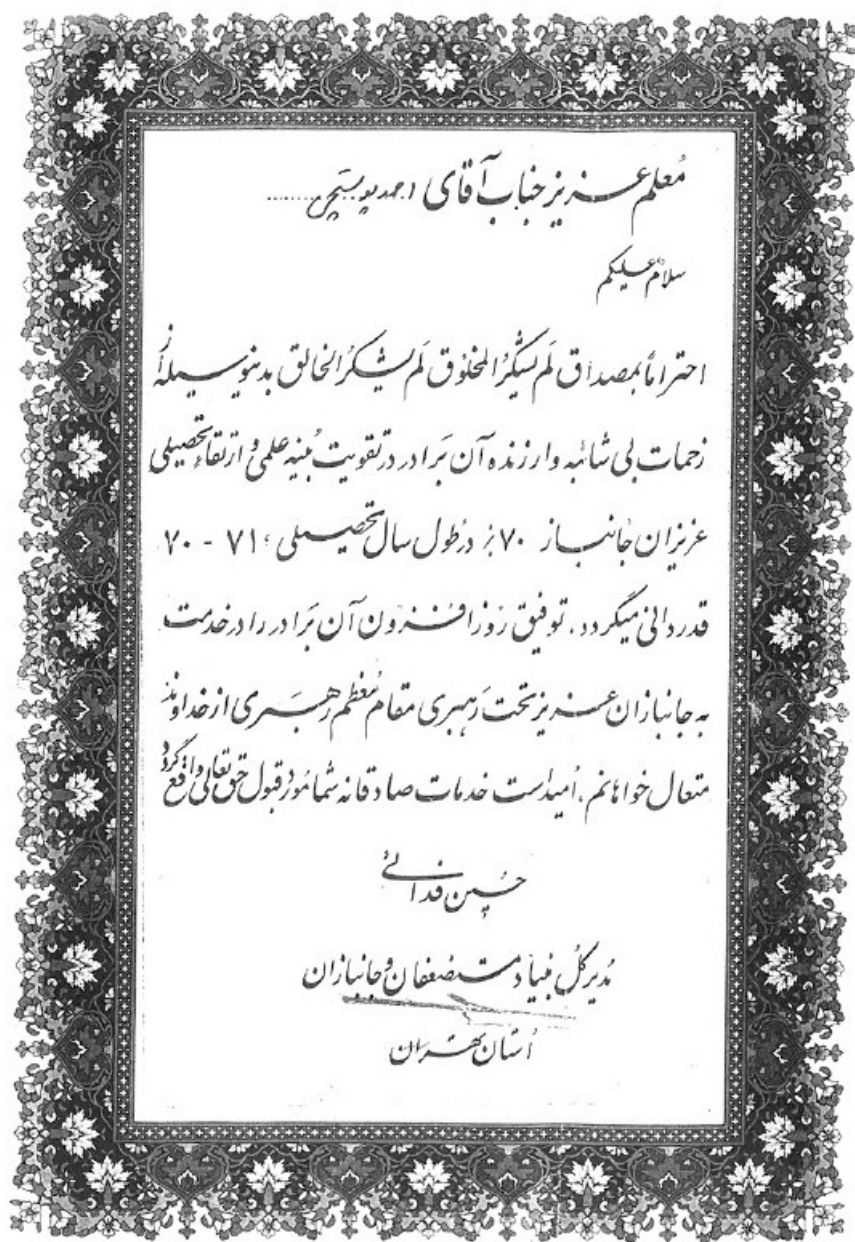 معلم عزیز جناب آقای احمد ........
سلام علیکم
احتراماً بمصداق لم یشکر المخلوق لم یشکر الخالق بدینوسیله از
زحمات بی شائبه و ارزنده آن برادر در تقویت بنیه علمی و ارتقاء تحصیلی
عزیزان جانباز ۷۰٪ در طول سال تحصیلی ۷۱ - ۷۰
قدردانی میگردد. توفیق روزافزون آن برادر را در خدمت
به جانبازان عزیز تحت رهبری مقام معظم رهبری از خداوند
متعال خواهانم. امید است خدمات صادقانه شما مورد قبول حق تعالی واقع گردد
حسین فدائی
مدیر کل بنیاد مستضعفان و جانبازان
استان تهران